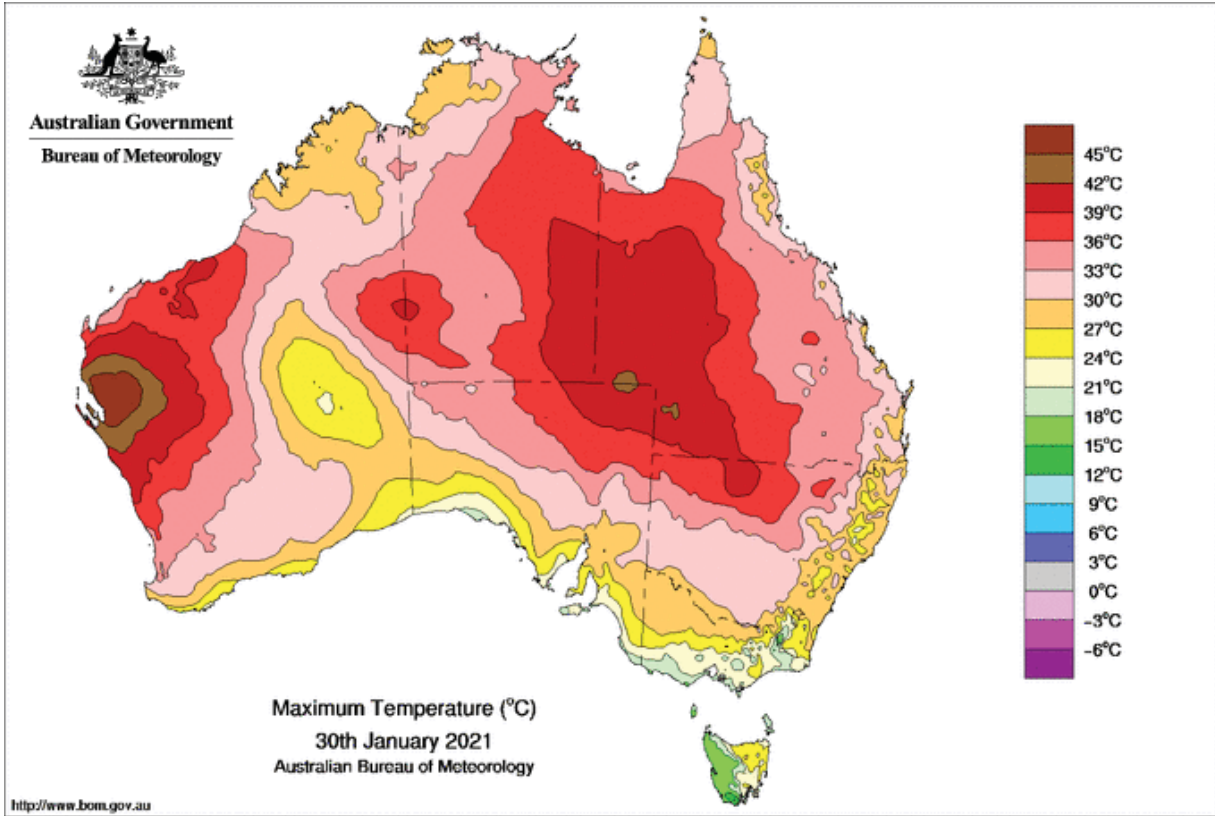 Australian Government
Bureau of Meteorology
45°C
42°C
39°C
36°C
33°C
30°C
27°C
24°C
21°C
18°C
15°C
12°C
9°C
6°C
3°C
0°C
-3°C
-6°C
Maximum Temperature (°C)
30th January 2021
Australian Bureau of Meteorology
http://www.bom.gov.au